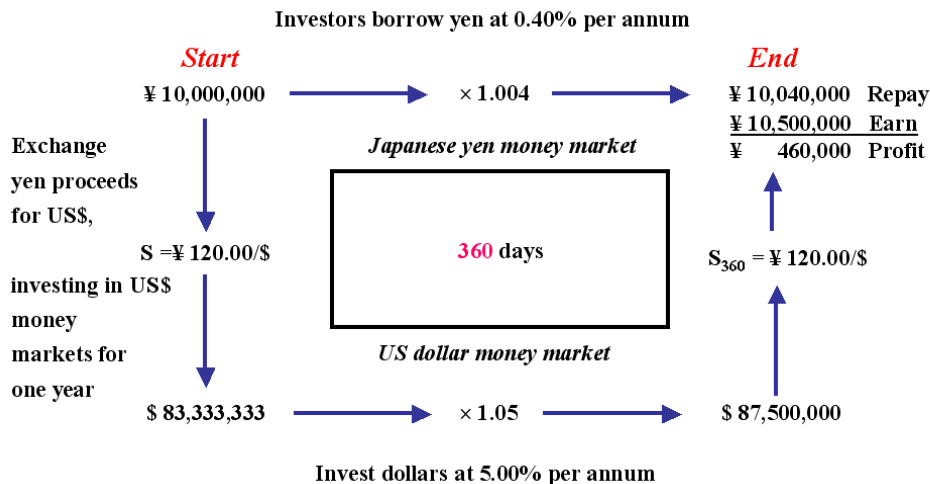 Investors borrow yen at 0.40% per annum
Start
End
¥ 10,000,000
× 1.004
¥ 10,040,000 Repay
¥ 10,500,000 Earn
¥ 460,000 Profit
Exchange
yen proceeds
for US$,
Japanese yen money market
S =¥ 120.00/$
360 days
S₃₆₀ = ¥ 120.00/$
investing in US$
money
markets for
one year
US dollar money market
$ 83,333,333
× 1.05
$ 87,500,000
Invest dollars at 5.00% per annum